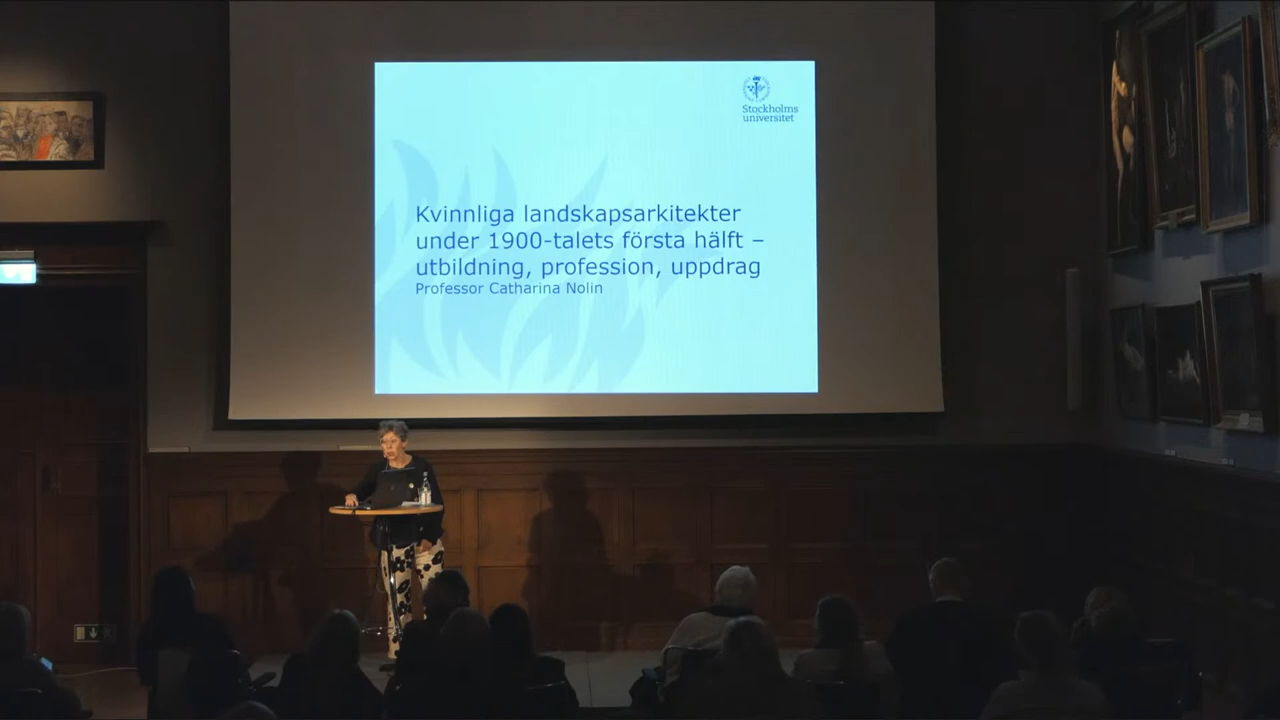 Stockholms
universitet
Kvinnliga landskapsarkitekter
under 1900-talets första hälft –
utbildning, profession, uppdrag
Professor Catharina Nolin